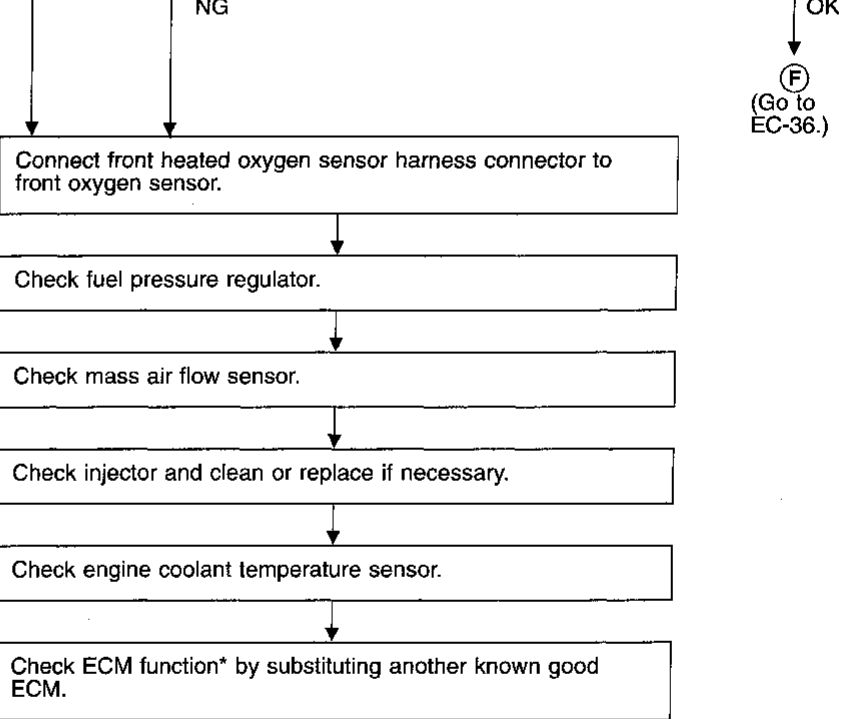 NG
OK
F
(Go to
EC-36.)
Connect front heated oxygen sensor harness connector to
front oxygen sensor.
Check fuel pressure regulator.
Check mass air flow sensor.
Check injector and clean or replace if necessary.
Check engine coolant temperature sensor.
Check ECM function* by substituting another known good
ECM.